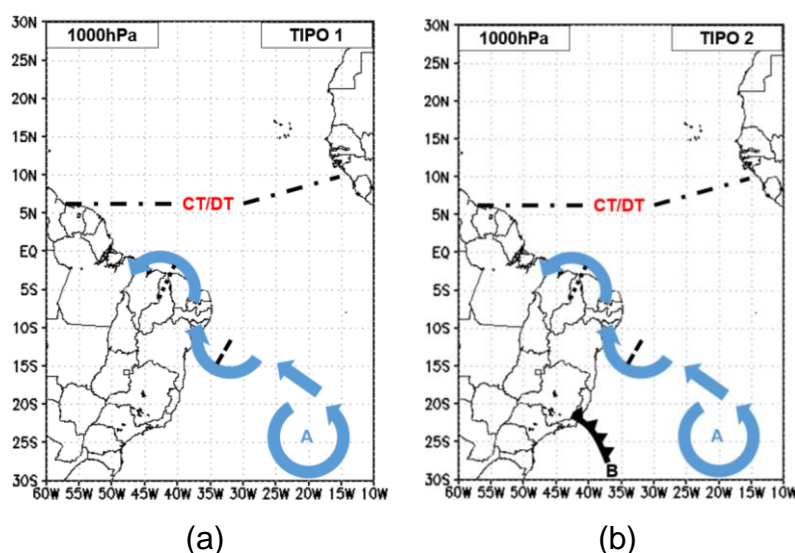 1000hPa TIPO 1
30N
25N
20N
15N
10N
5N
EQ
5S
10S
15S
20S
25S
30S
60W 55W 50W 45W 40W 35W 30W 25W 20W 15W 10W
CT/DT
A
(a)
1000hPa TIPO 2
30N
25N
20N
15N
10N
5N
EQ
5S
10S
15S
20S
25S
30S
60W 55W 50W 45W 40W 35W 30W 25W 20W 15W 10W
CT/DT
A
B
(b)